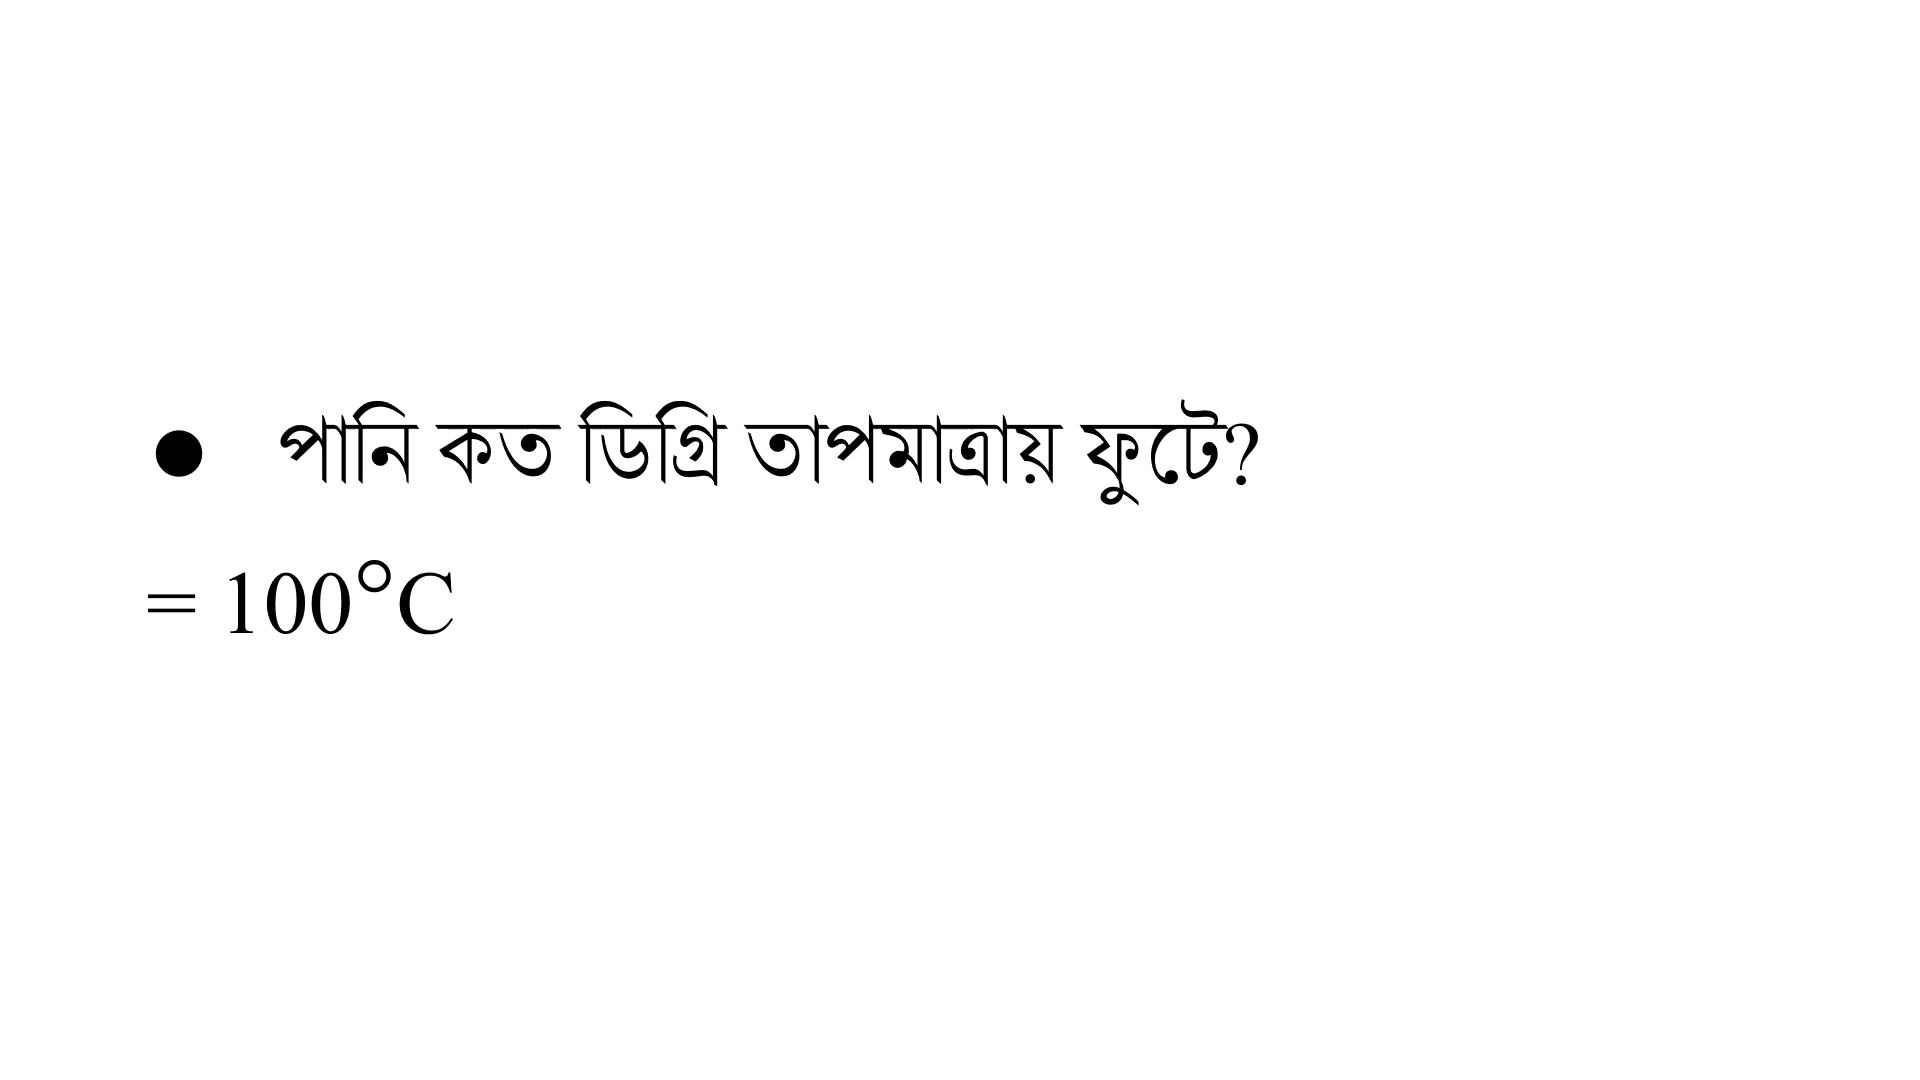 ● পানি কত ডিগ্রি তাপমাত্রায় ফুটে?
= 100°C